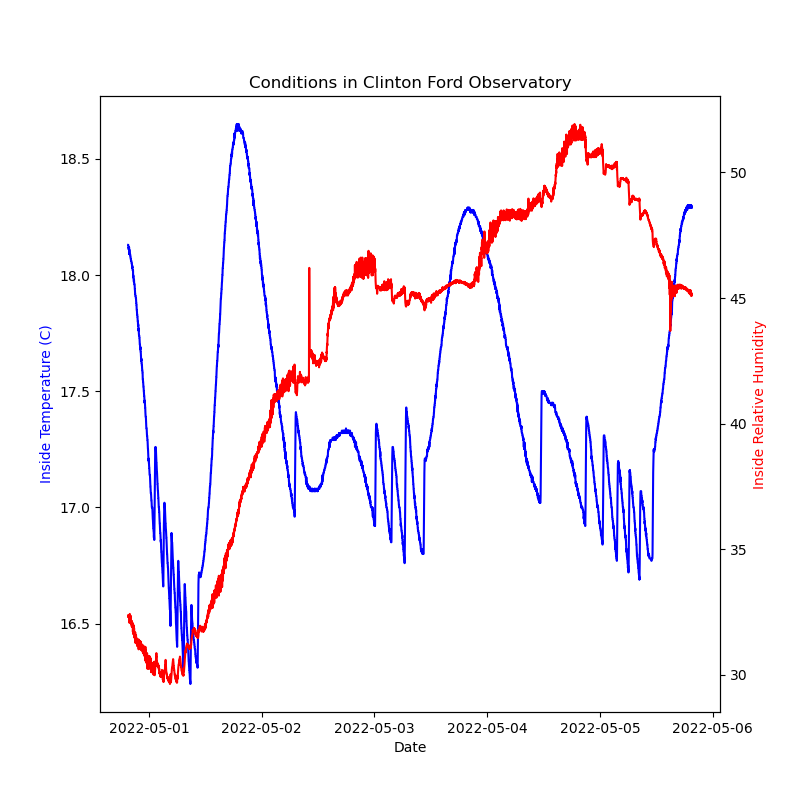 Conditions in Clinton Ford Observatory
18.5
18.0
17.5
17.0
16.5
Inside Temperature (C)
50
45
40
35
30
Inside Relative Humidity
2022-05-01 2022-05-02 2022-05-03 2022-05-04 2022-05-05 2022-05-06
Date